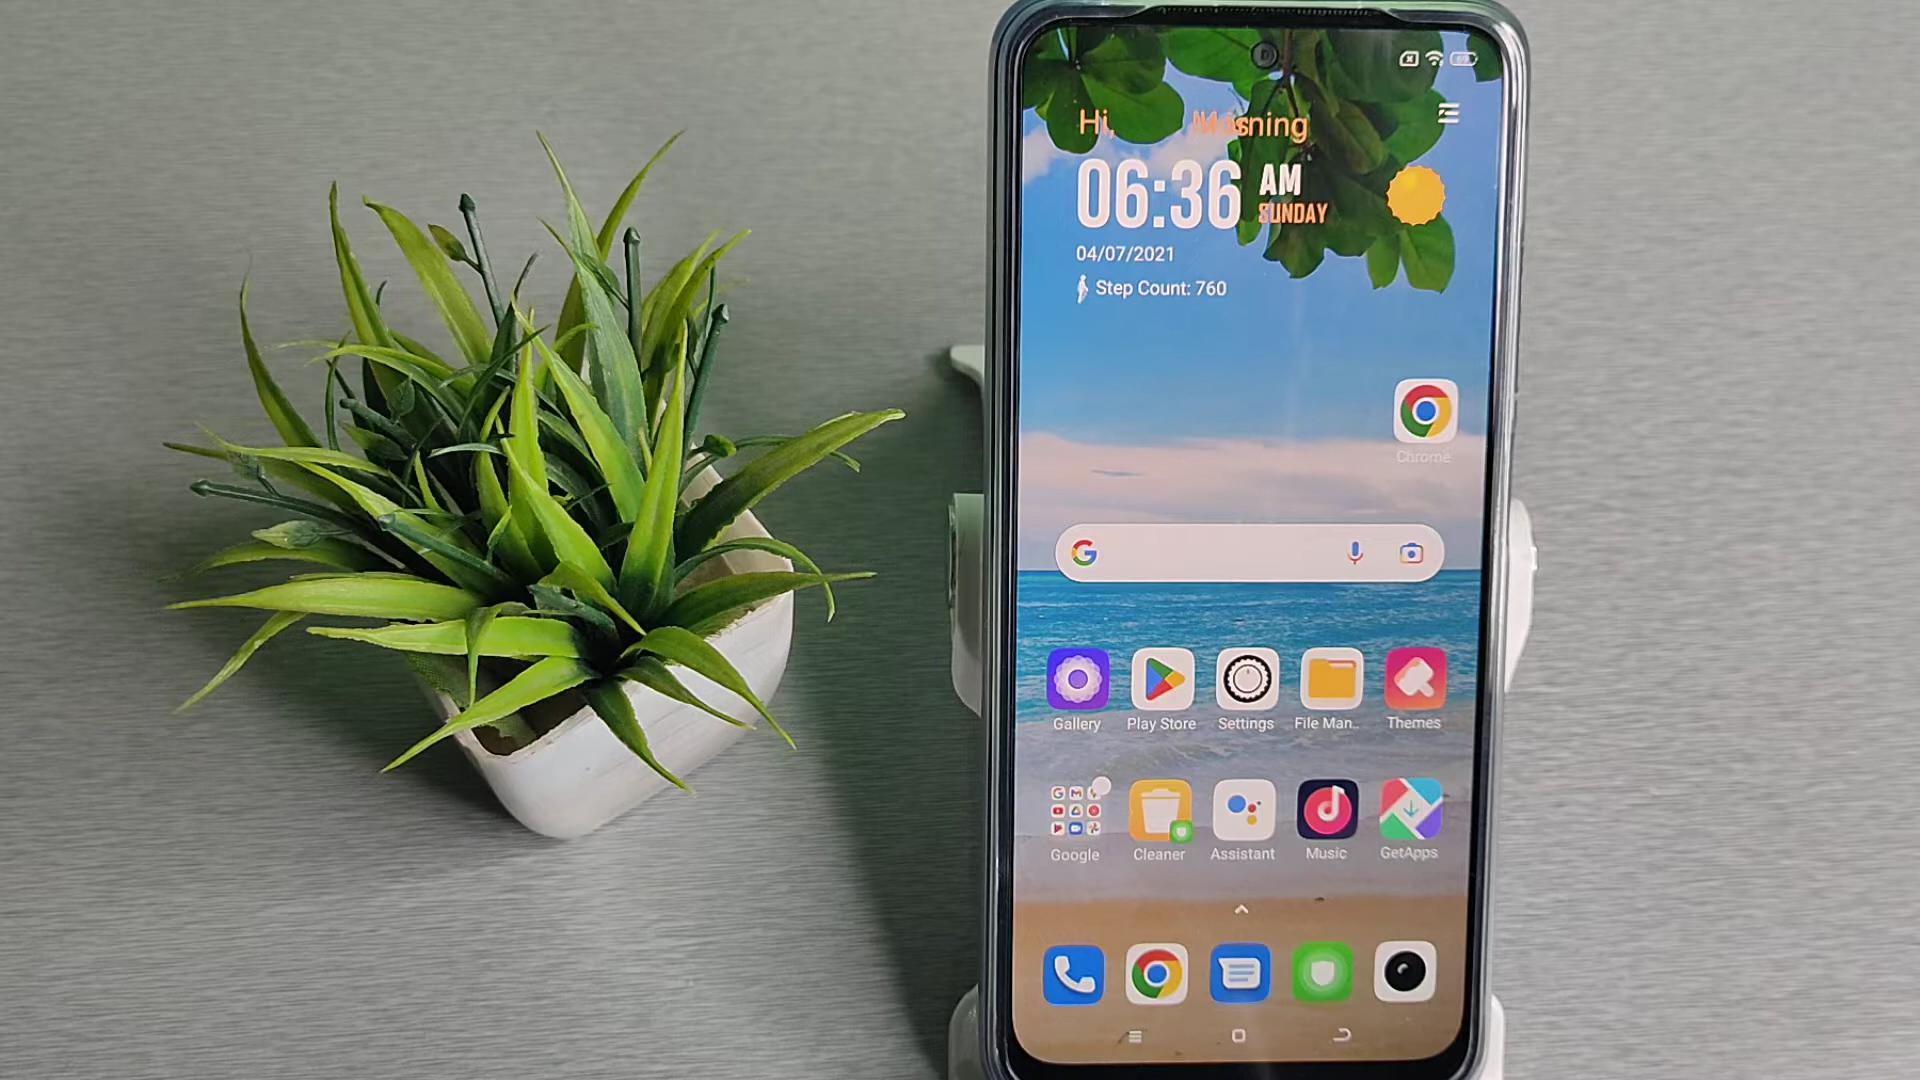 Hi,
06:36 AM
SUNDAY
04/07/2021
Step Count: 760
Chrome
Gallery Play Store Settings File Man.. Themes
Google Cleaner Assistant Music GetApps